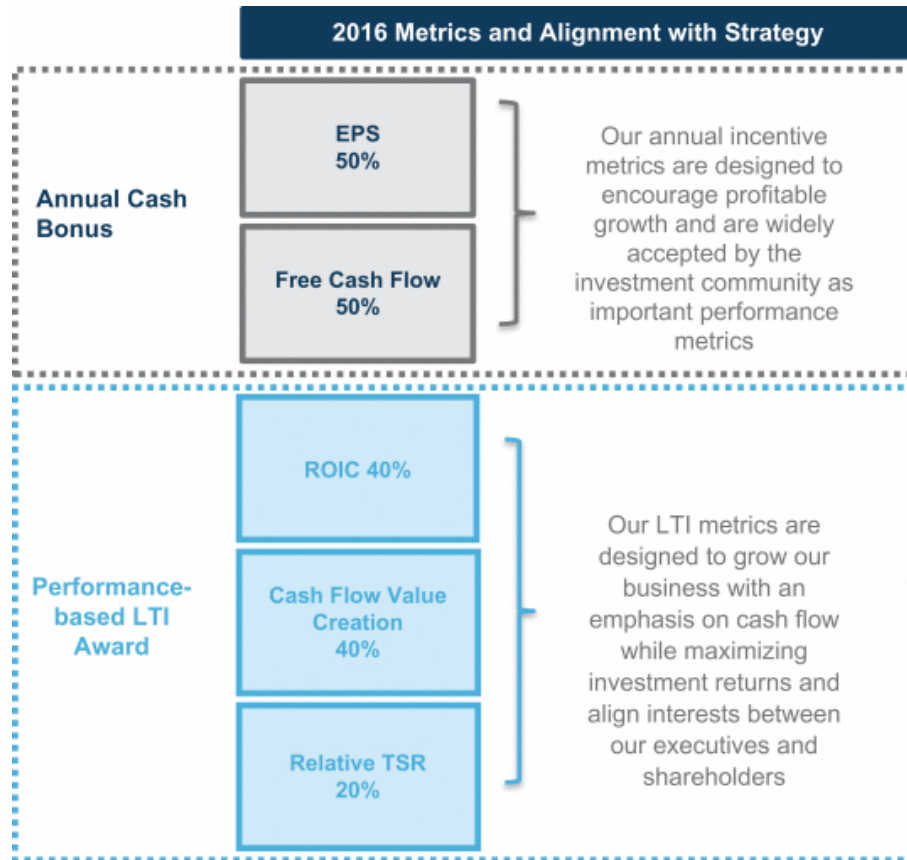 2016 Metrics and Alignment with Strategy
Annual Cash
Bonus
EPS
50%
Free Cash Flow
50%
Our annual incentive
metrics are designed to
encourage profitable
growth and are widely
accepted by the
investment community as
important performance
metrics
Performance-
based LTI
Award
ROIC 40%
Cash Flow Value
Creation
40%
Relative TSR
20%
Our LTI metrics are
designed to grow our
business with an
emphasis on cash flow
while maximizing
investment returns and
align interests between
our executives and
shareholders